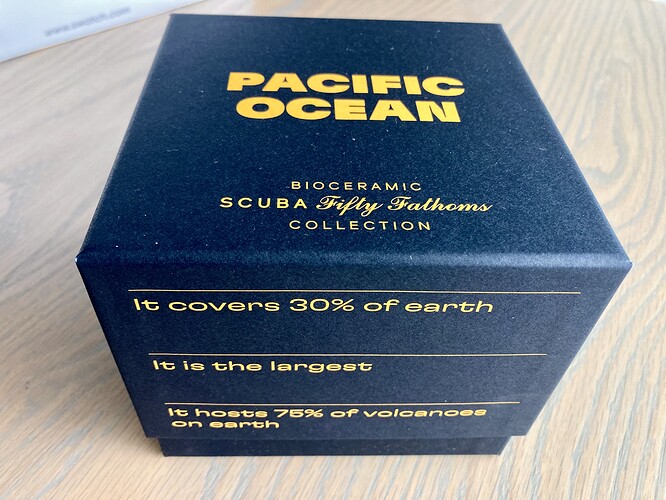 PACIFIC
OCEAN
BIOCERAMIC
SCUBA Fifty Fathoms
COLLECTION
It covers 30% of earth
It is the largest
It hosts 75% of volcanoes
on earth